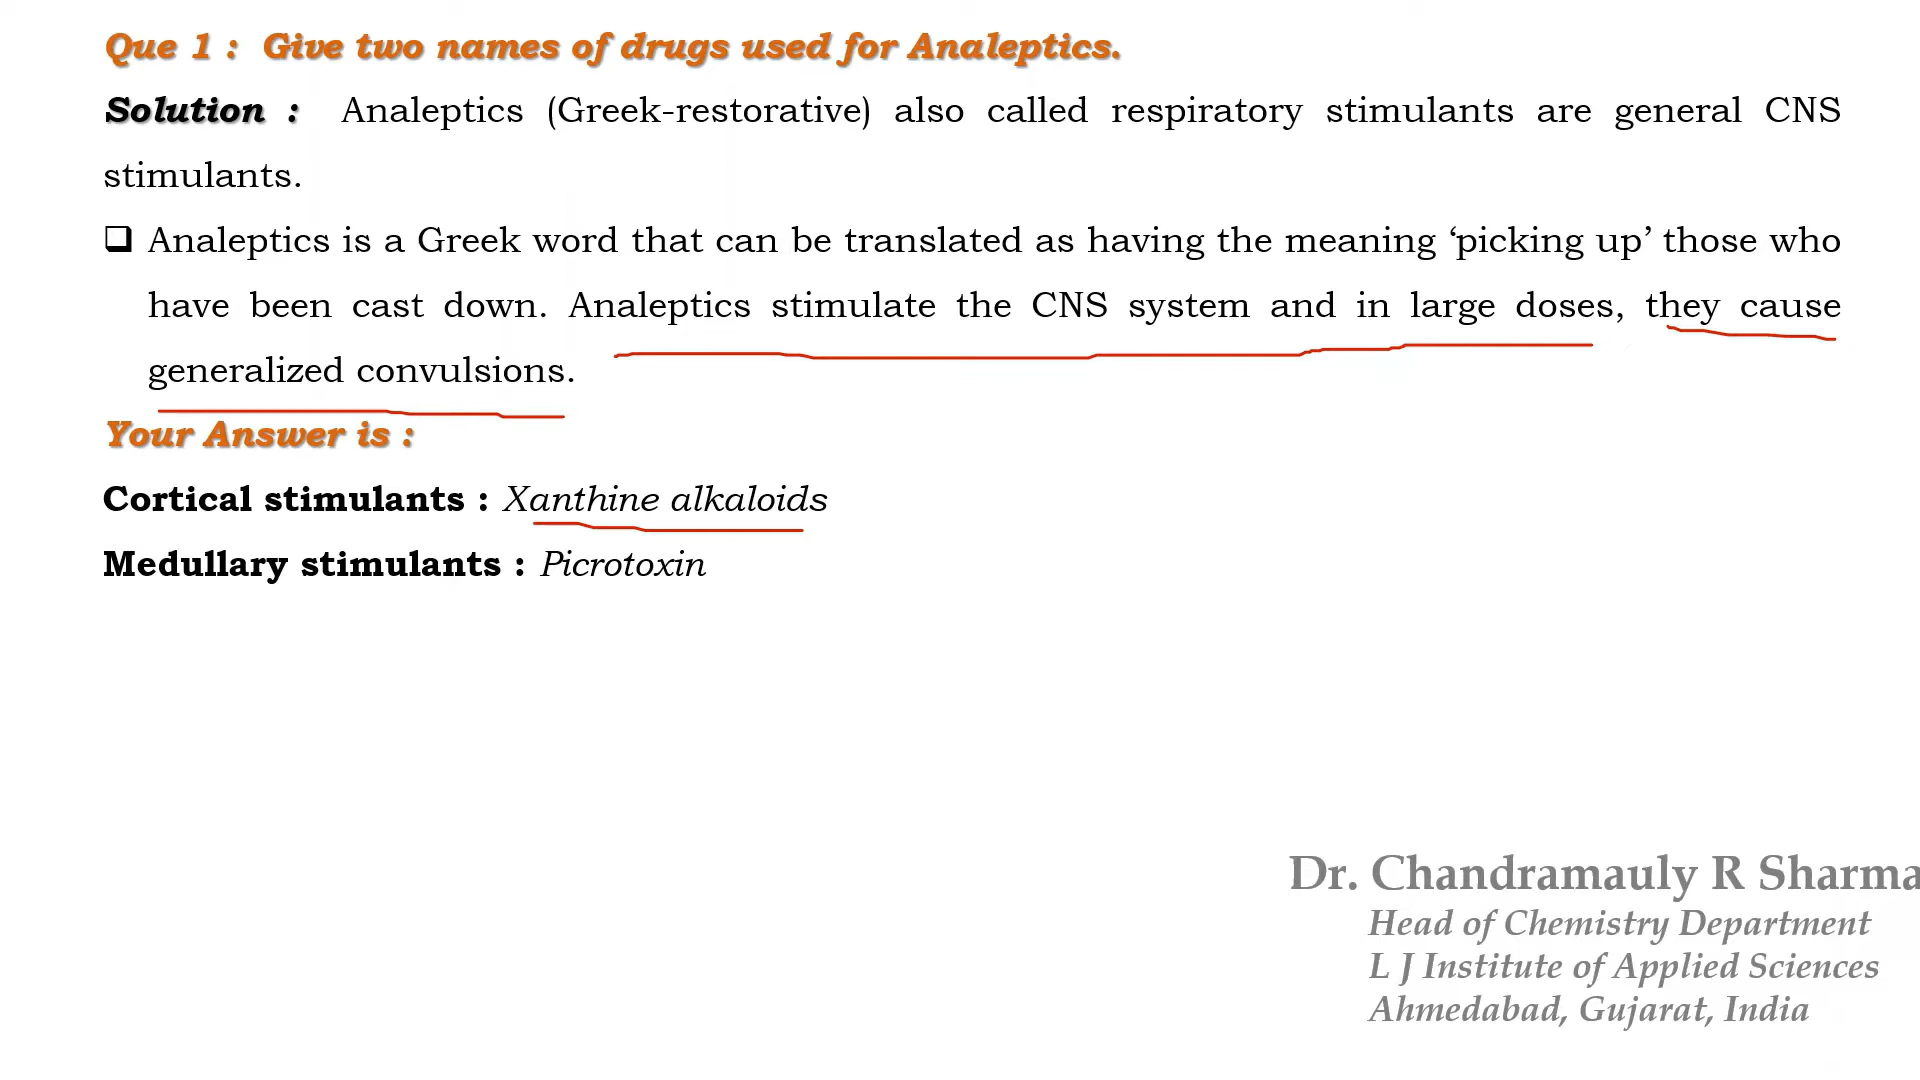 Que 1 : Give two names of drugs used for Analeptics.
Solution : Analeptics (Greek-restorative) also called respiratory stimulants are general CNS
stimulants.
❑ Analeptics is a Greek word that can be translated as having the meaning ‘picking up’ those who
have been cast down. Analeptics stimulate the CNS system and in large doses, they cause
generalized convulsions.
Your Answer is :
Cortical stimulants : Xanthine alkaloids
Medullary stimulants : Picrotoxin
Dr. Chandramauly R Sharma
Head of Chemistry Department
L J Institute of Applied Sciences
Ahmedabad, Gujarat, India